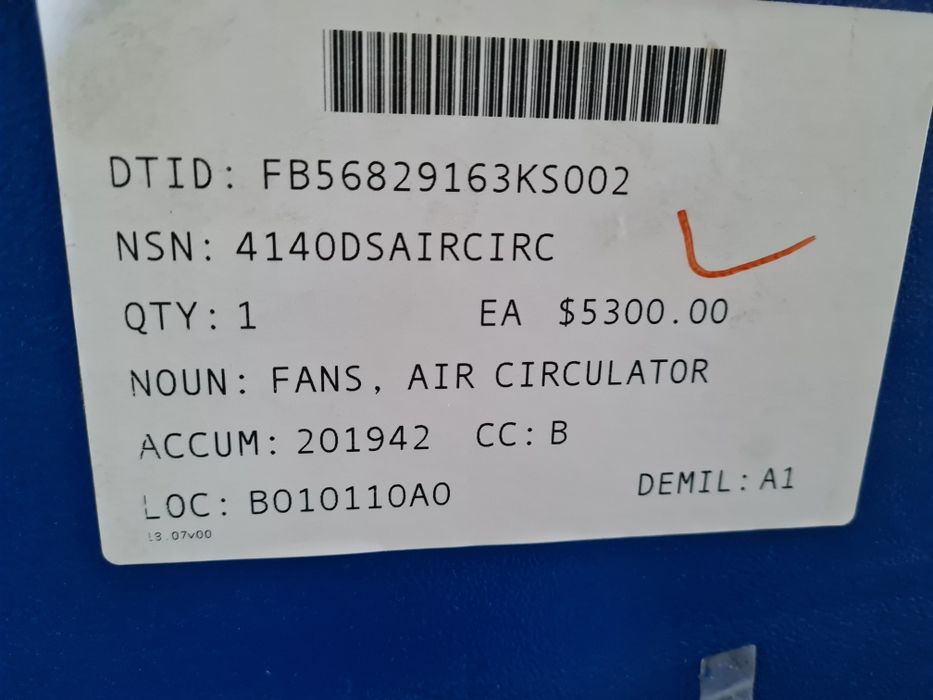 DTID: FB56829163KS002
NSN: 4140DSAIRCIRC
QTY: 1 EA $5300.00
NOUN: FANS, AIR CIRCULATOR
ACCUM: 201942 CC: B
LOC: B010110A0 DEMIL: A1
13.07v00